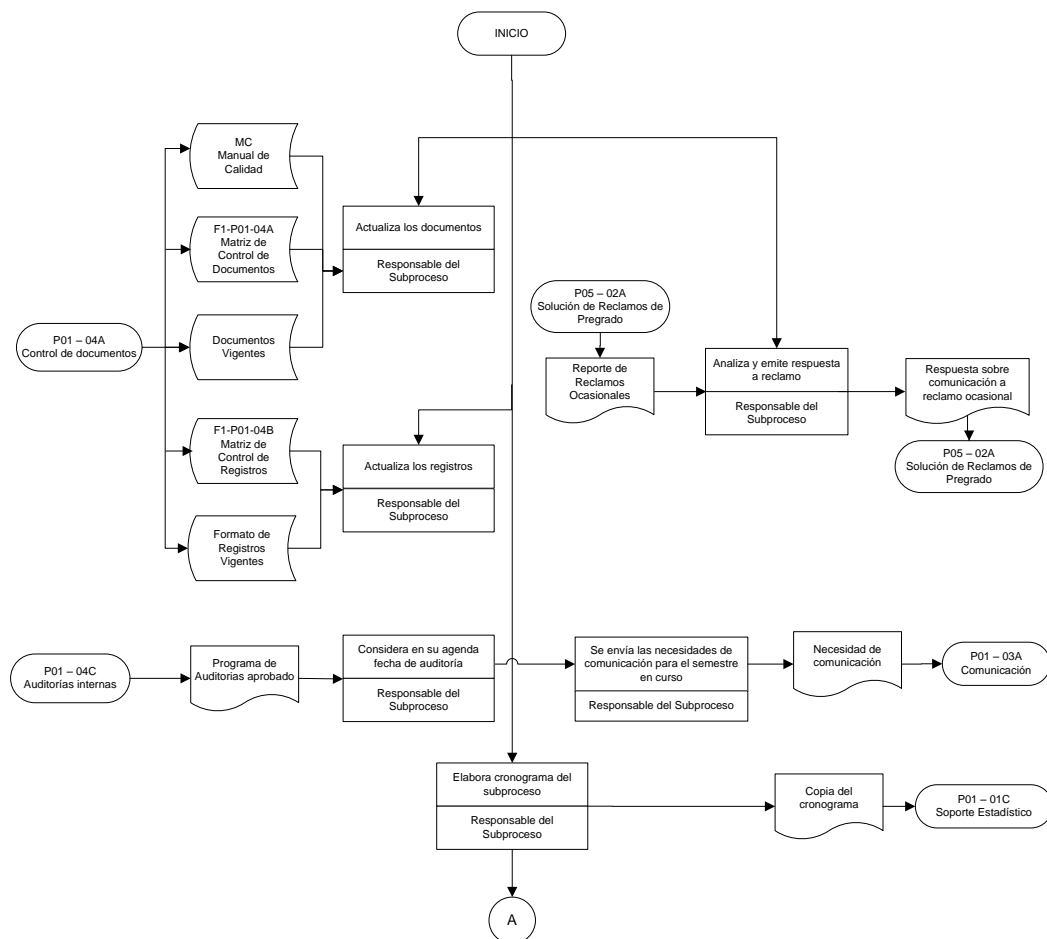 INICIO
MC
Manual de
Calidad
F1-P01-04A
Matriz de
Control de
Documentos
Actualiza los documentos
Responsable del
Subproceso
P01 – 04A
Control de documentos
Documentos
Vigentes
P05 – 02A
Solución de Reclamos de
Pregrado
Reporte de
Reclamos
Ocasionales
Analiza y emite respuesta
a reclamo
Responsable del
Subproceso
Respuesta sobre
comunicación a
reclamo ocasional
P05 – 02A
Solución de Reclamos de
Pregrado
F1-P01-04B
Matriz de
Control de
Registros
Actualiza los registros
Responsable del
Subproceso
Formato de
Registros
Vigentes
P01 – 04C
Auditorías internas
Programa de
Auditorias aprobado
Considera en su agenda
fecha de auditoría
Responsable del
Subproceso
Se envía las necesidades de
comunicación para el semestre
en curso
Responsable del Subproceso
Necesidad de
comunicación
P01 – 03A
Comunicación
Elabora cronograma del
subproceso
Responsable del
Subproceso
Copia del
cronograma
P01 – 01C
Soporte Estadístico
A